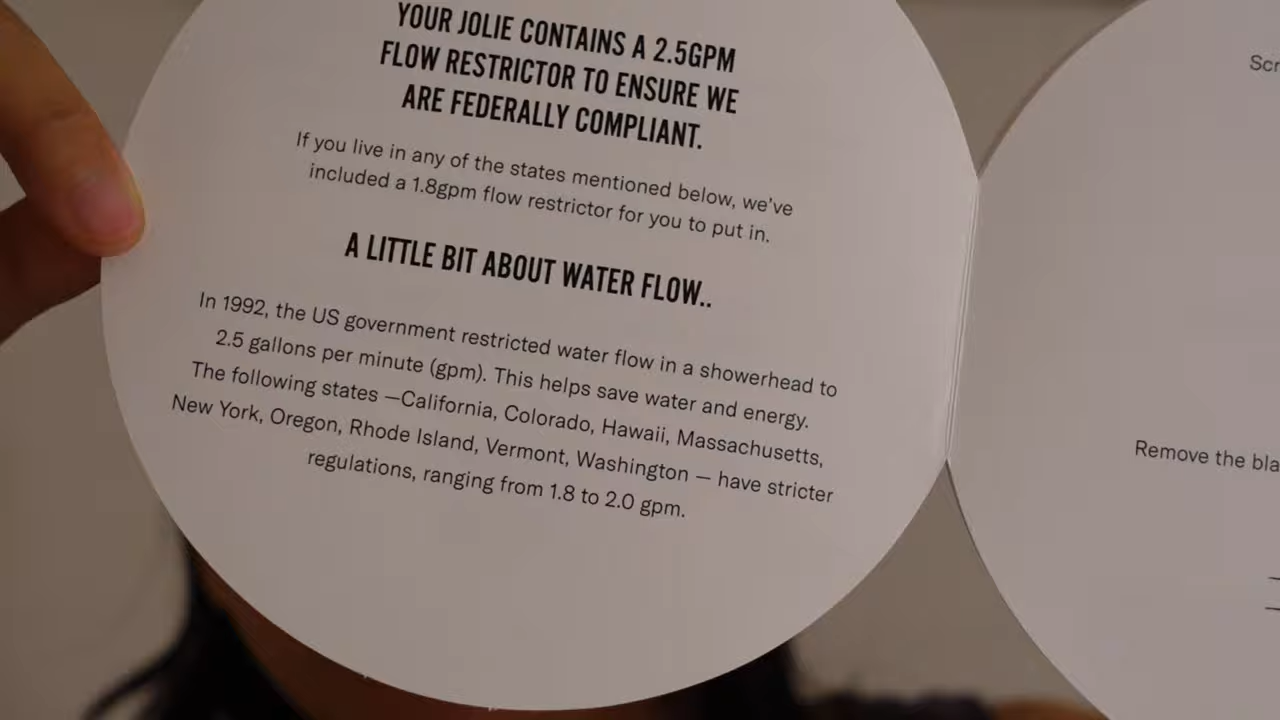 YOUR JOLIE CONTAINS A 2.5GPM
FLOW RESTRICTOR TO ENSURE WE
ARE FEDERALLY COMPLIANT.
If you live in any of the states mentioned below, we've
included a 1.8gpm flow restrictor for you to put in.
A LITTLE BIT ABOUT WATER FLOW..
In 1992, the US government restricted water flow in a showerhead to
2.5 gallons per minute (gpm). This helps save water and energy.
The following states —California, Colorado, Hawaii, Massachusetts,
New York, Oregon, Rhode Island, Vermont, Washington — have stricter
regulations, ranging from 1.8 to 2.0 gpm.
Scr
Remove the bla